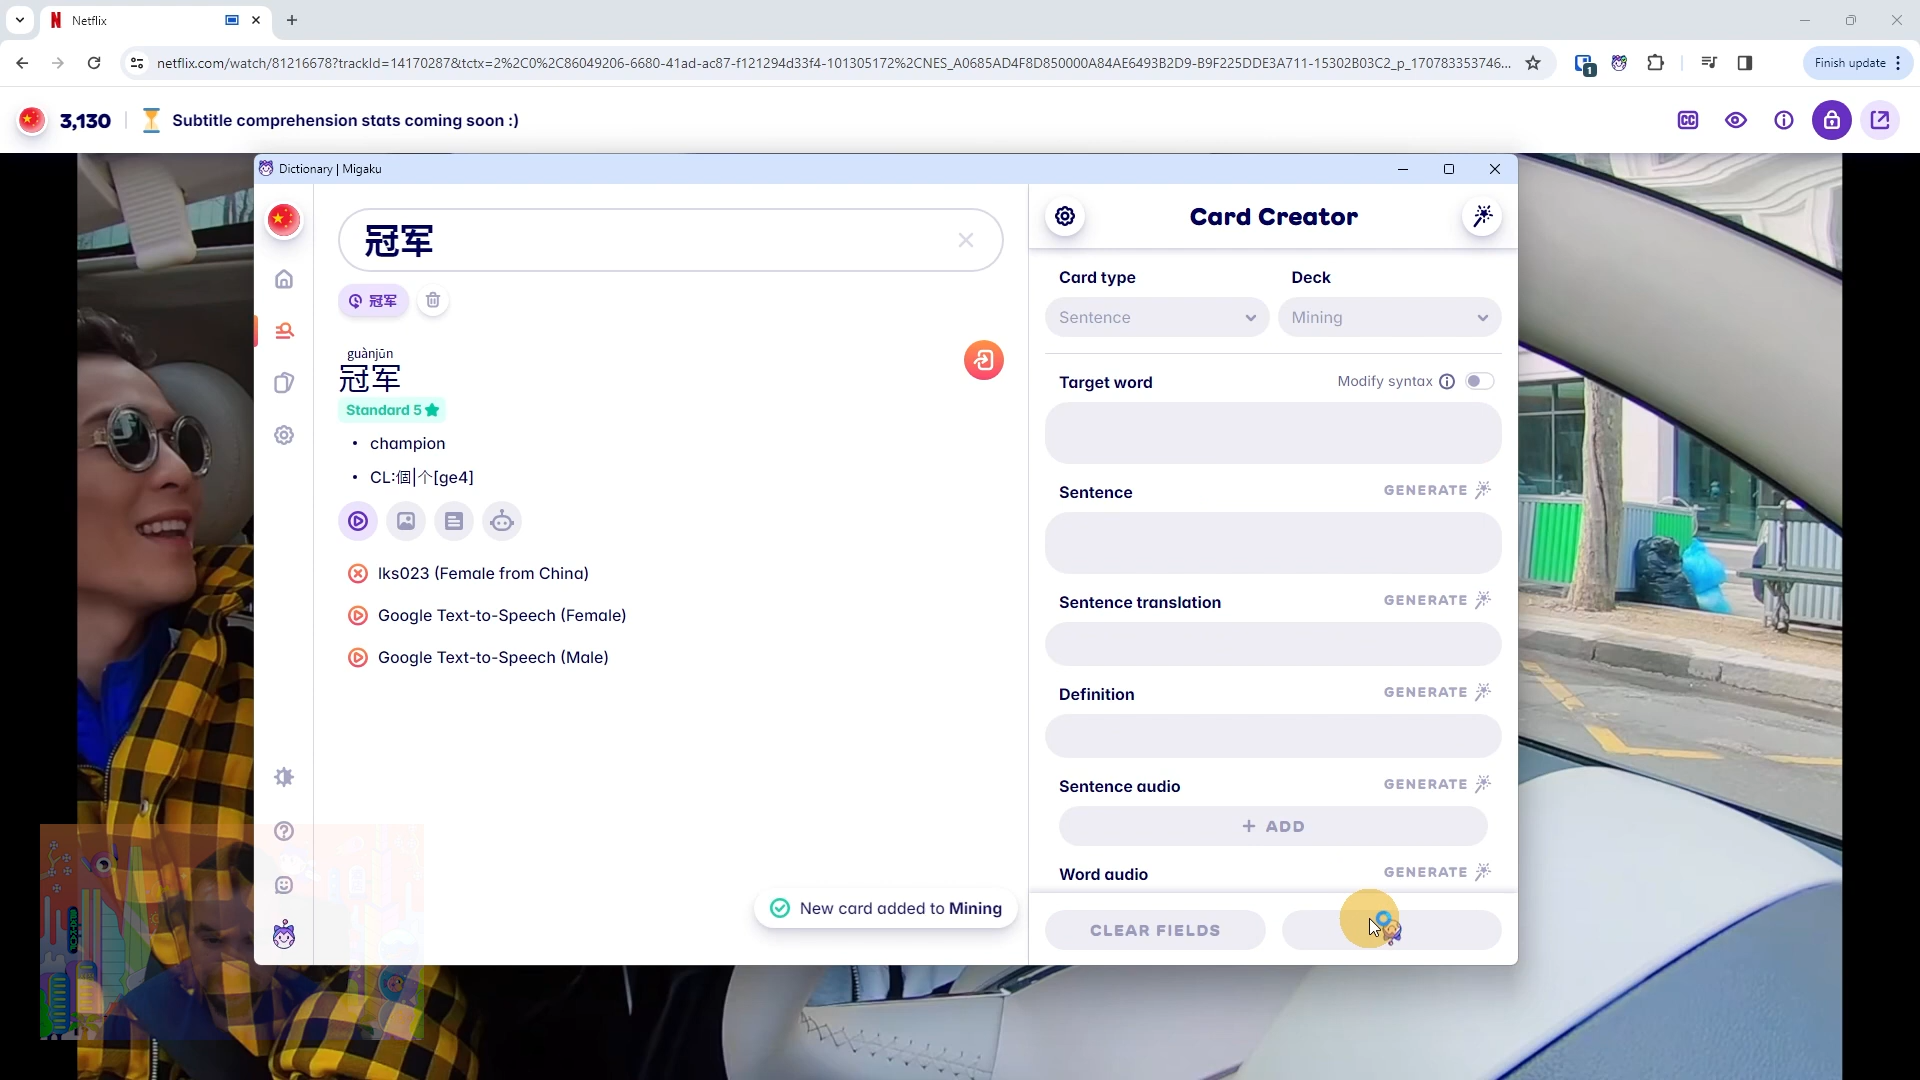 Netflix
netflix.com/watch/81216678?trackId=14170287&tctx=2%2C0%2C86049206-6680-41ad-ac87-f121294d33f4-101305172%2CNES_A0685AD4F8D850000A84AE6493B2D9-B9F225DDE3A711-15302B03C2_p_170783353746...
1
Finish update
3,130
Subtitle comprehension stats coming soon :)
CC
Dictionary | Migaku
冠军
冠军
guànjūn
冠军
Standard 5
• champion
• CL:個|个[ge4]
lks023 (Female from China)
Google Text-to-Speech (Female)
Google Text-to-Speech (Male)
New card added to Mining
Card Creator
Card type
Deck
Sentence
Mining
Target word
Modify syntax
Sentence
GENERATE
Sentence translation
GENERATE
Definition
GENERATE
Sentence audio
GENERATE
+ ADD
Word audio
GENERATE
CLEAR FIELDS